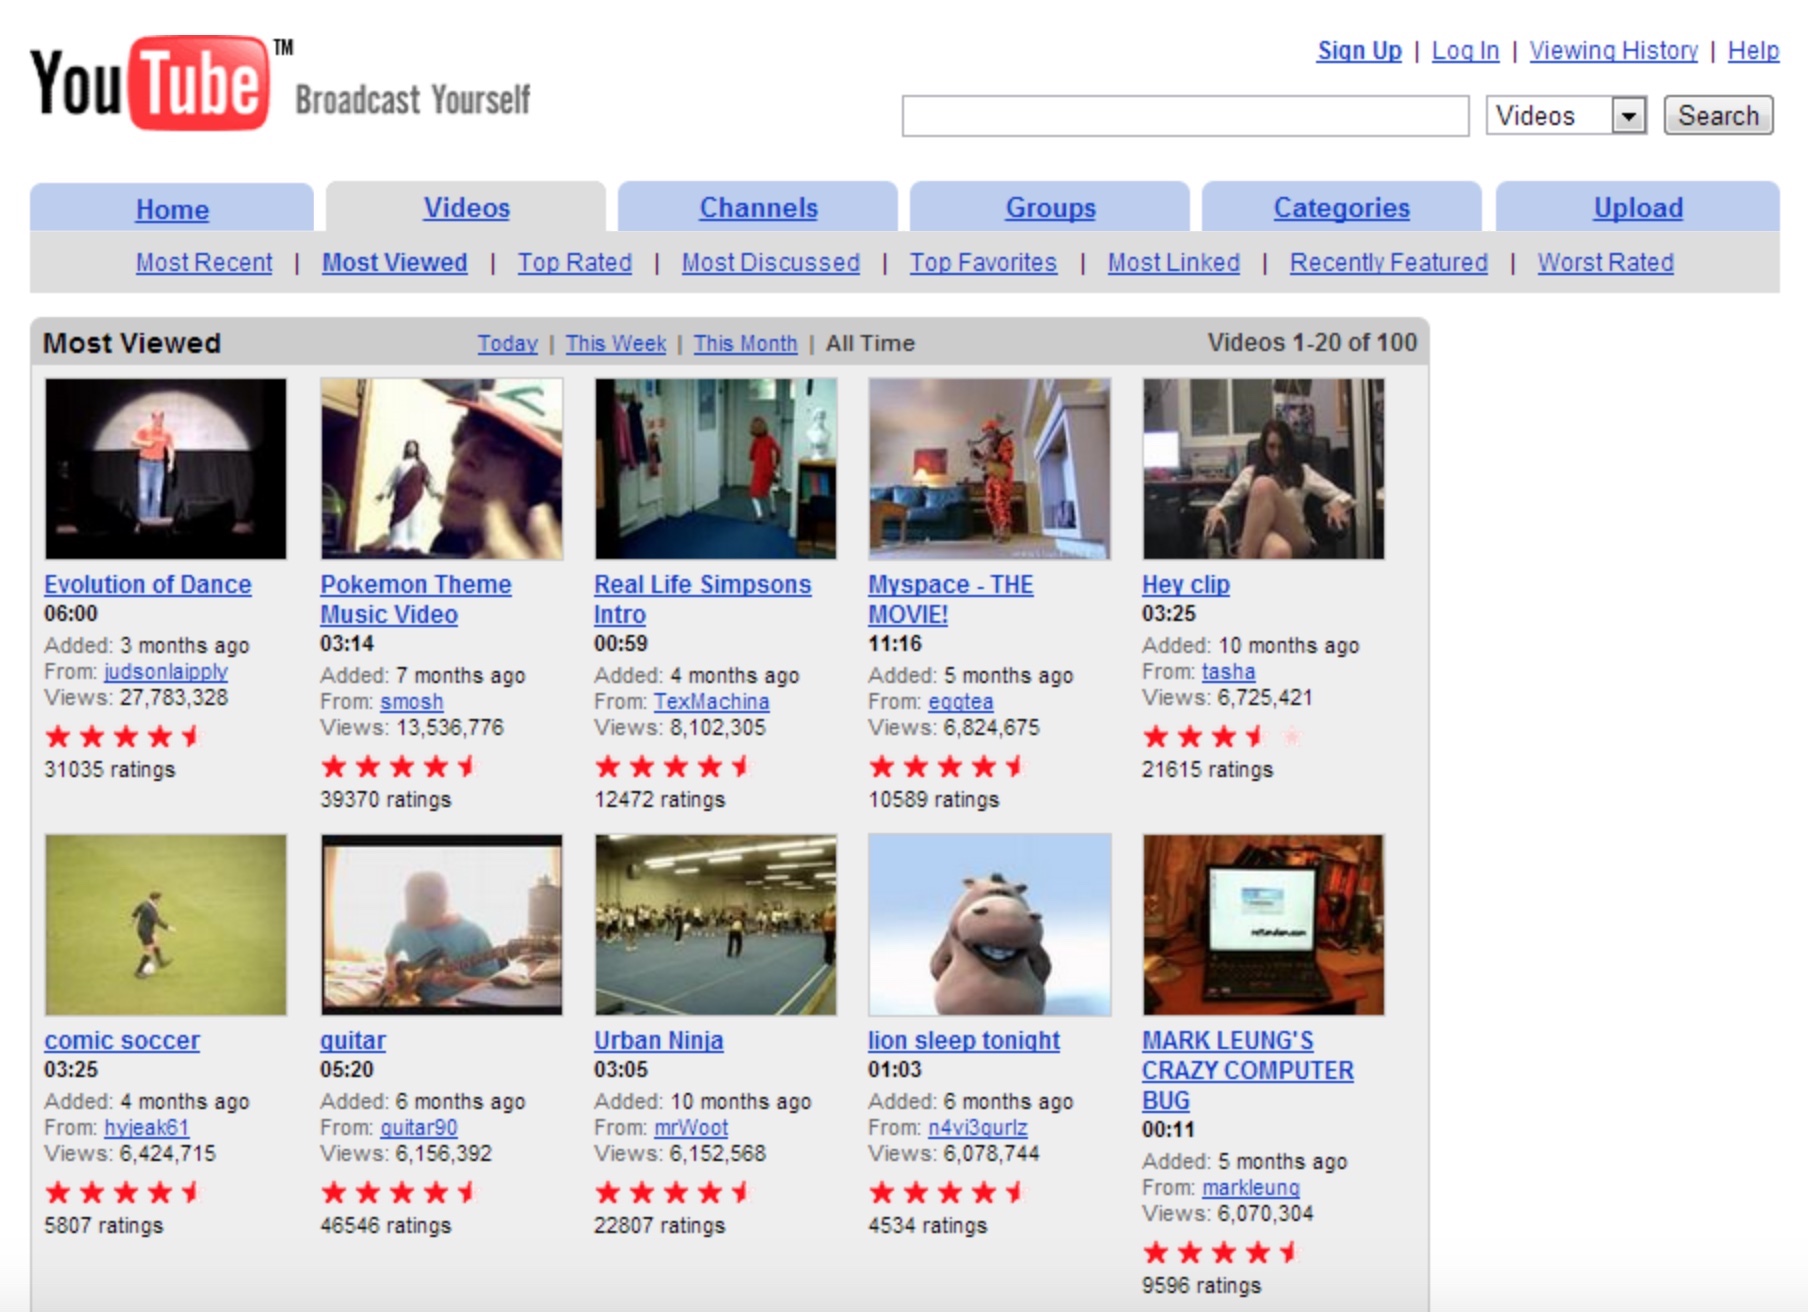 YouTube™ Broadcast Yourself
Sign Up | Log In | Viewing History | Help
Videos Search
Home Videos Channels Groups Categories Upload
Most Recent | Most Viewed | Top Rated | Most Discussed | Top Favorites | Most Linked | Recently Featured | Worst Rated
Most Viewed Today | This Week | This Month | All Time Videos 1-20 of 100
Evolution of Dance
06:00
Added: 3 months ago
From: judsonlaipply
Views: 27,783,328
31035 ratings
Pokemon Theme
Music Video
03:14
Added: 7 months ago
From: smosh
Views: 13,536,776
39370 ratings
Real Life Simpsons
Intro
00:59
Added: 4 months ago
From: TexMachina
Views: 8,102,305
12472 ratings
Myspace - THE
MOVIE!
11:16
Added: 5 months ago
From: eggtea
Views: 6,824,675
10589 ratings
Hey clip
03:25
Added: 10 months ago
From: tasha
Views: 6,725,421
21615 ratings
comic soccer
03:25
Added: 4 months ago
From: hyjeak61
Views: 6,424,715
5807 ratings
guitar
05:20
Added: 6 months ago
From: guitar90
Views: 6,156,392
46546 ratings
Urban Ninja
03:05
Added: 10 months ago
From: mrWoot
Views: 6,152,568
22807 ratings
lion sleep tonight
01:03
Added: 6 months ago
From: n4vi3gurlz
Views: 6,078,744
4534 ratings
MARK LEUNG'S
CRAZY COMPUTER
BUG
00:11
Added: 5 months ago
From: markleung
Views: 6,070,304
9596 ratings